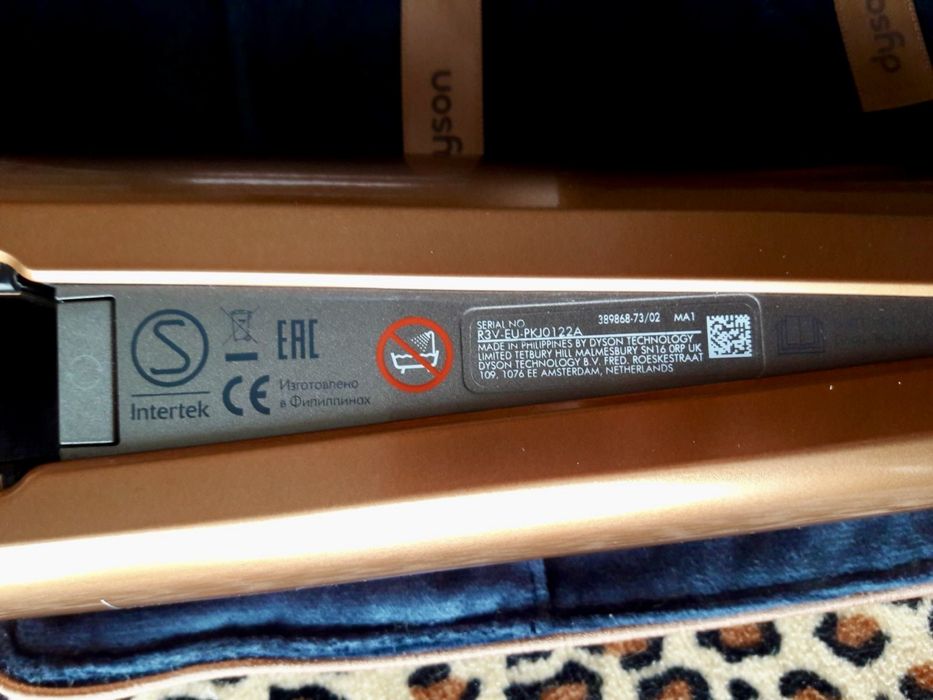 dyson
dyson
S
Intertek
EAC
CE
Изготовлено
в Филиппинах
SERIAL NO 389868-73/02 MA1
R3V-EU-PKJ0122A
MADE IN PHILIPPINES BY DYSON TECHNOLOGY
LIMITED TETBURY HILL MALMESBURY SN16 0RP UK
DYSON TECHNOLOGY B.V. FRED. ROESKESTRAAT
109, 1076 EE AMSTERDAM, NETHERLANDS